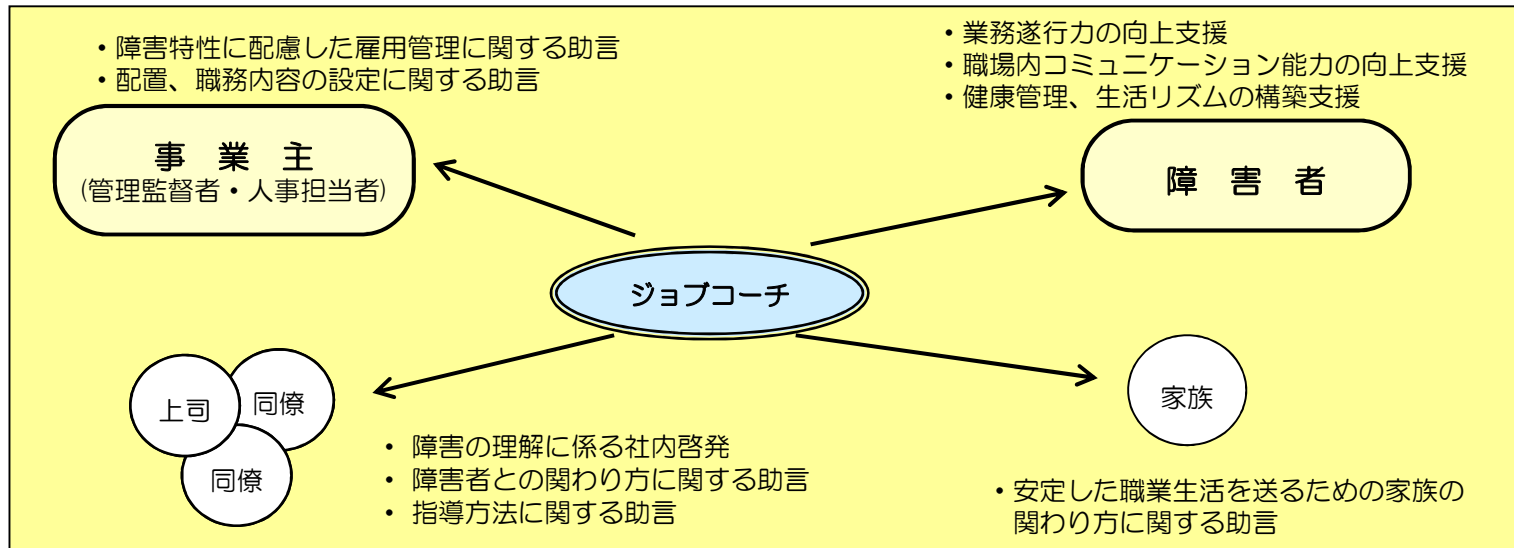 ・障害特性に配慮した雇用管理に関する助言
・配置、職務内容の設定に関する助言
事　業　主
(管理監督者・人事担当者)
・業務遂行力の向上支援
・職場内コミュニケーション能力の向上支援
・健康管理、生活リズムの構築支援
障　害　者
ジョブコーチ
上司
同僚
同僚
・ 障害の理解に係る社内啓発
・ 障害者との関わり方に関する助言
・ 指導方法に関する助言
家族
・安定した職業生活を送るための家族の
関わり方に関する助言